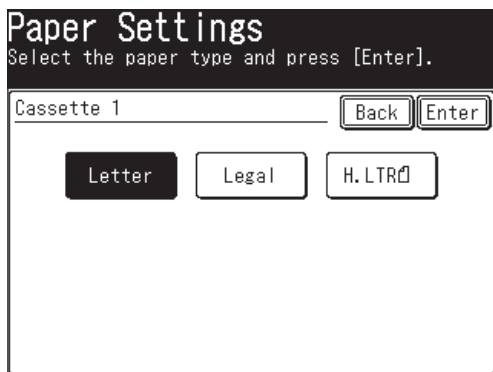 Paper Settings
Select the paper type and press [Enter].
Cassette 1 Back Enter
Letter Legal H.LTR